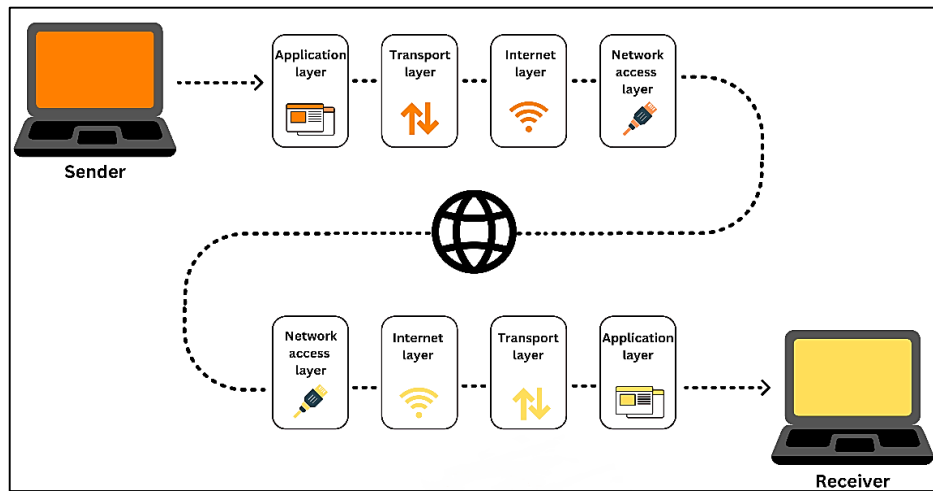 Application
layer
Transport
layer
Internet
layer
Network
access
layer
Sender
Network
access
layer
Internet
layer
Transport
layer
Application
layer
Receiver